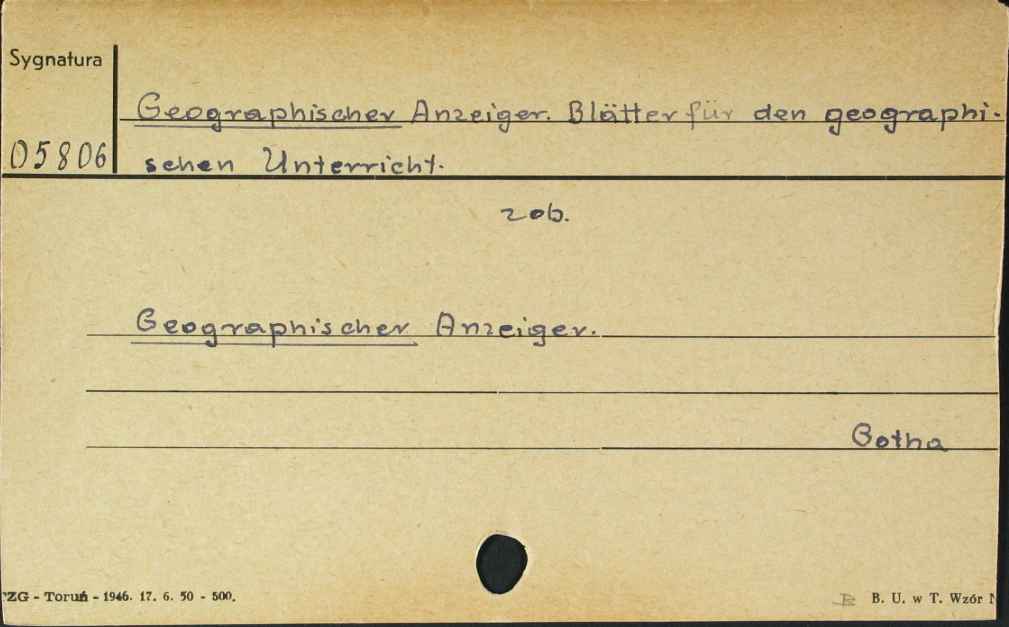 Sygnatura
Geographischer Anzeiger. Blätter für den geographi-
05806 schen Unterricht.
zob.
Geographischer Anzeiger.
Gotha
ZG - Toruń - 1946. 17. 6. 50 - 500.
B. U. w T. Wzór